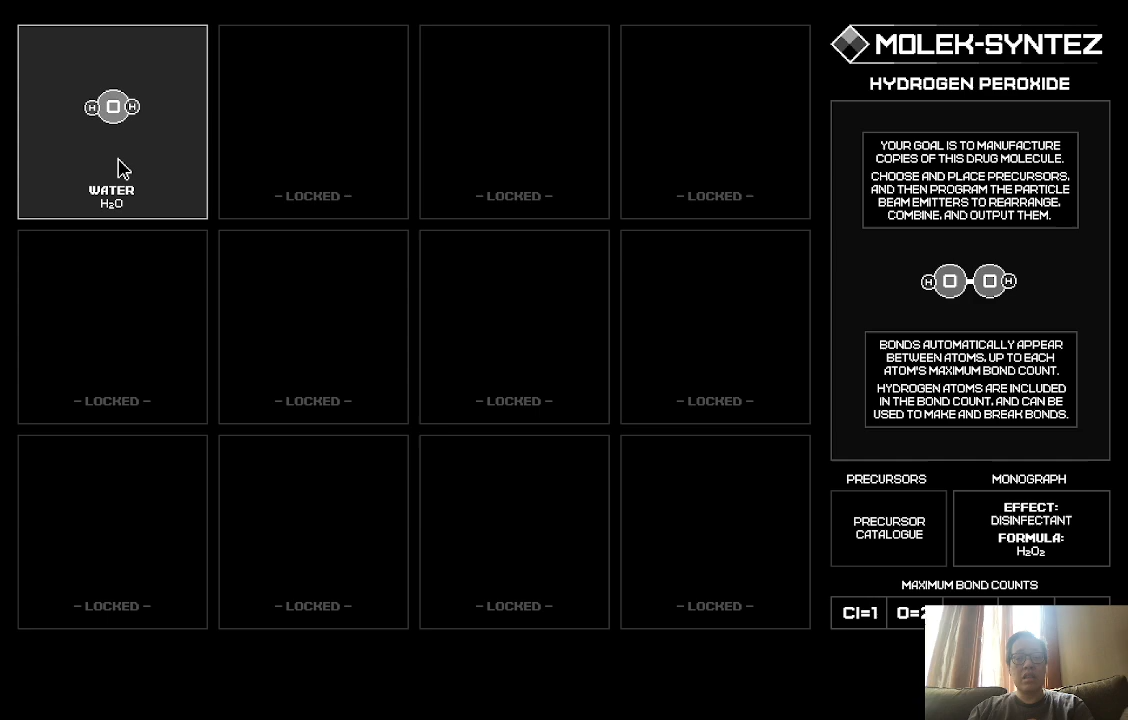 H O H
WATER
H₂O
- LOCKED -
- LOCKED -
- LOCKED -
- LOCKED -
- LOCKED -
- LOCKED -
- LOCKED -
- LOCKED -
- LOCKED -
- LOCKED -
- LOCKED -
MOLEK-SYNTEZ
HYDROGEN PEROXIDE
YOUR GOAL IS TO MANUFACTURE
COPIES OF THIS DRUG MOLECULE.
CHOOSE AND PLACE PRECURSORS,
AND THEN PROGRAM THE PARTICLE
BEAM EMITTERS TO REARRANGE,
COMBINE, AND OUTPUT THEM.
H O O H
BONDS AUTOMATICALLY APPEAR
BETWEEN ATOMS, UP TO EACH
ATOM'S MAXIMUM BOND COUNT.
HYDROGEN ATOMS ARE INCLUDED
IN THE BOND COUNT, AND CAN BE
USED TO MAKE AND BREAK BONDS.
PRECURSORS
PRECURSOR
CATALOGUE
MONOGRAPH
EFFECT:
DISINFECTANT
FORMULA:
H₂O₂
MAXIMUM BOND COUNTS
Cl=1 O=2